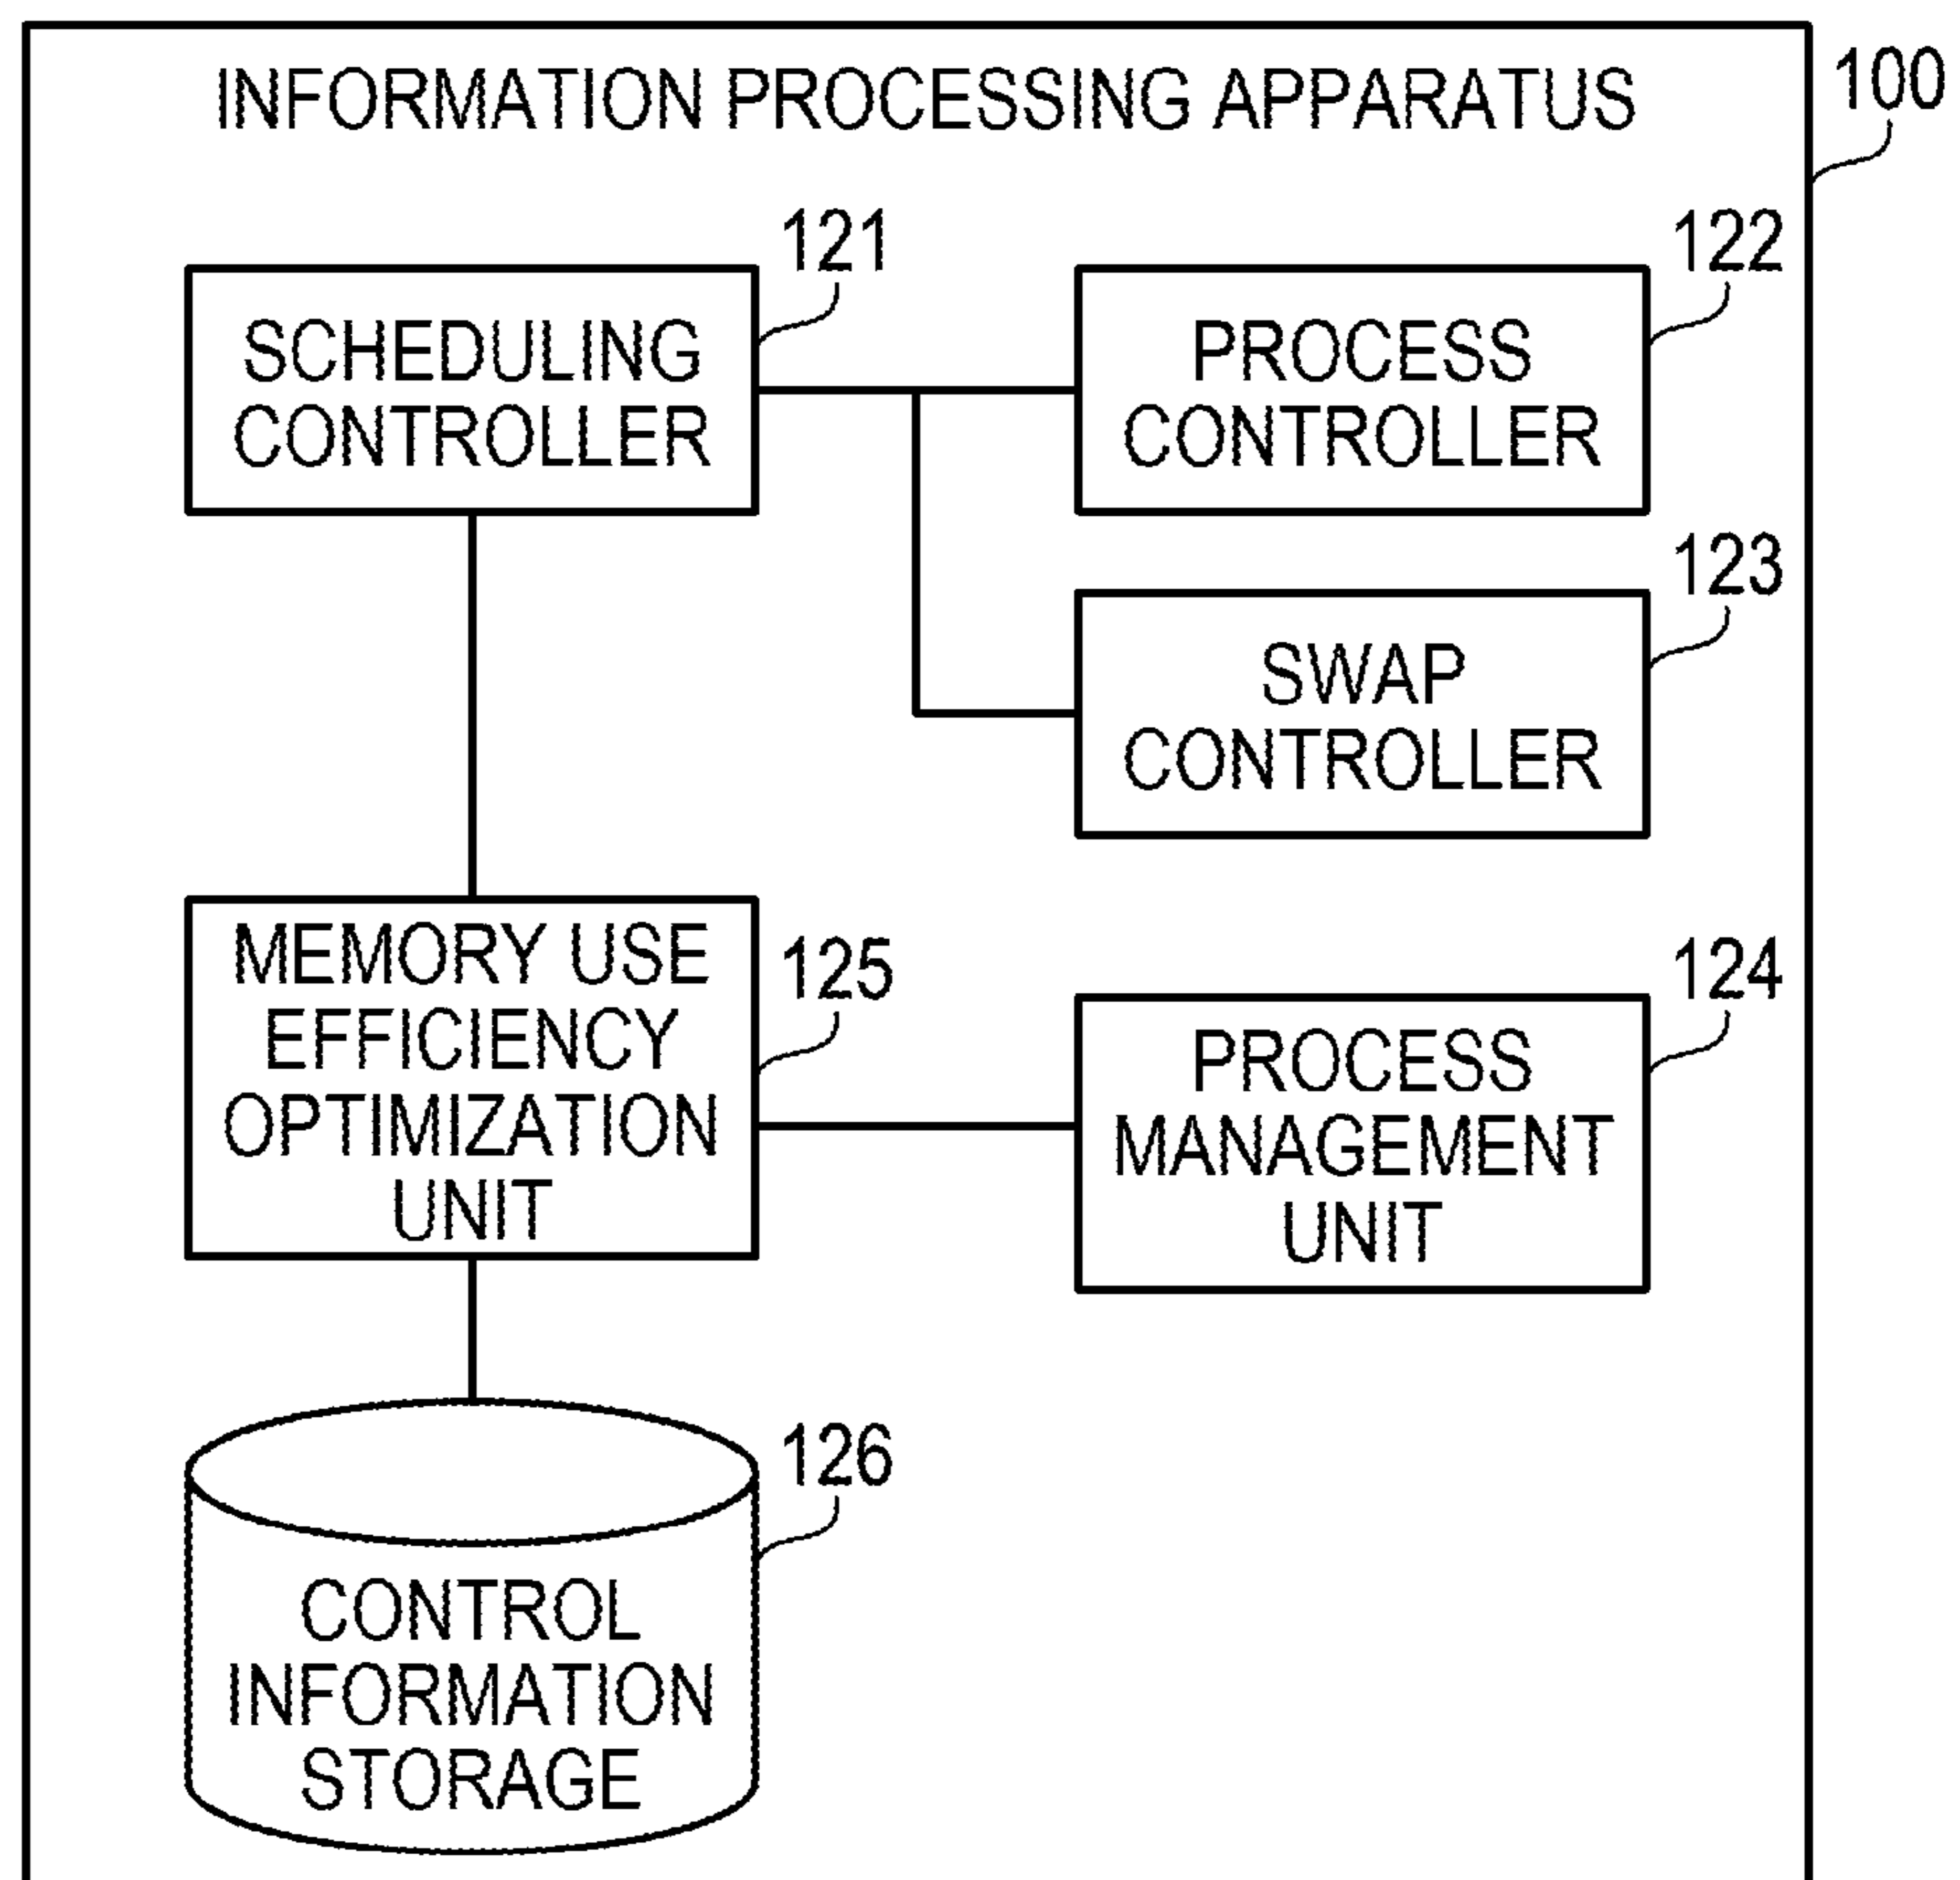 INFORMATION PROCESSING APPARATUS
100
121
SCHEDULING
CONTROLLER
122
PROCESS
CONTROLLER
123
SWAP
CONTROLLER
125
MEMORY USE
EFFICIENCY
OPTIMIZATION
UNIT
124
PROCESS
MANAGEMENT
UNIT
126
CONTROL
INFORMATION
STORAGE